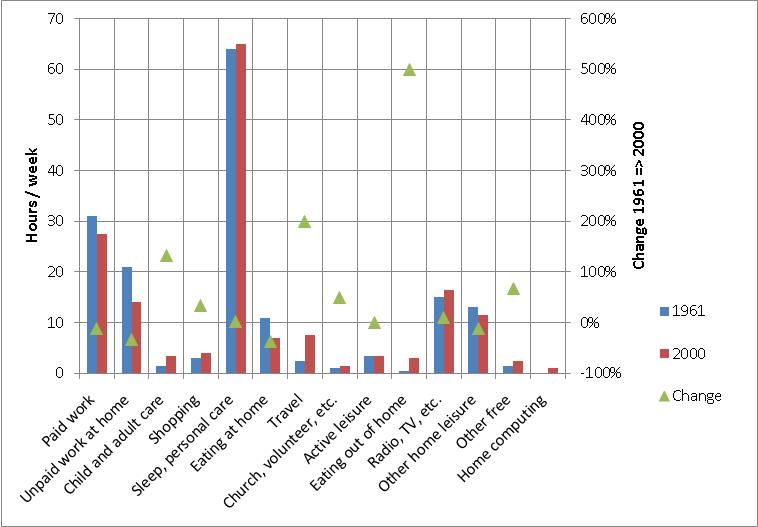 70
60
50
40
30
20
10
0
Hours / week
600%
500%
400%
300%
200%
100%
0%
-100%
Change 1961 => 2000
Paid work
Unpaid work at home
Child and adult care
Shopping
Sleep, personal care
Eating at home
Travel
Church, volunteer, etc.
Active leisure
Eating out of home
Radio, TV, etc.
Other home leisure
Other free
Home computing
1961
2000
Change